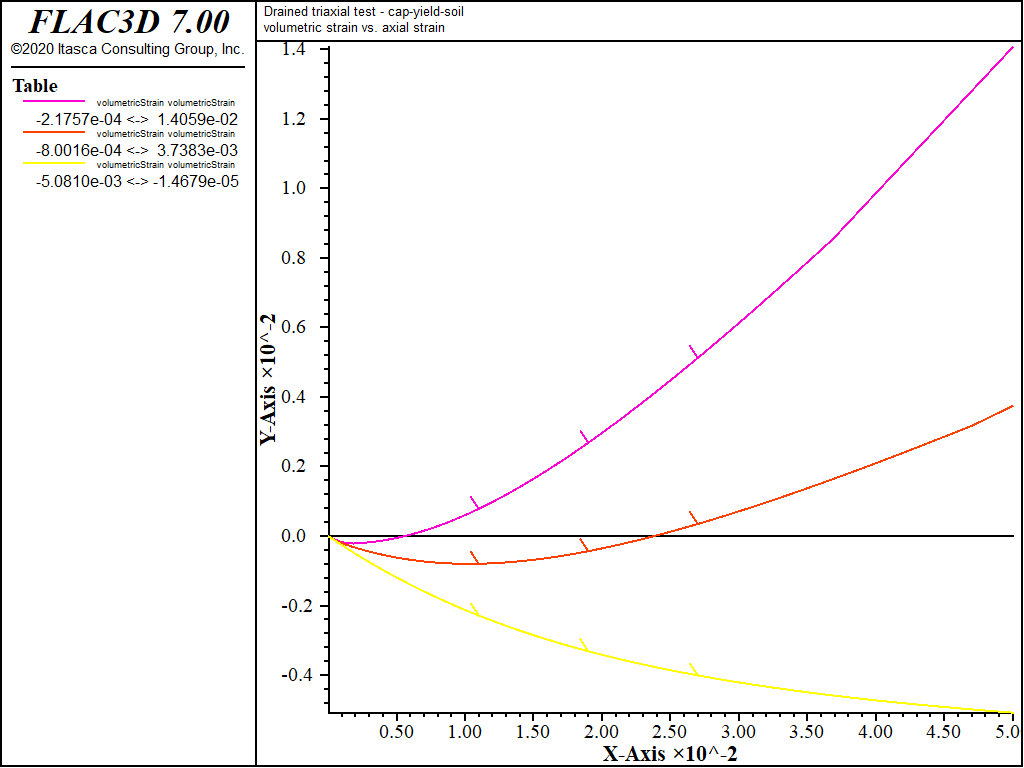 FLAC3D 7.00
©2020 Itasca Consulting Group, Inc.
Table
volumetricStrain volumetricStrain
-2.1757e-04 <-> 1.4059e-02
volumetricStrain volumetricStrain
-8.0016e-04 <-> 3.7383e-03
volumetricStrain volumetricStrain
-5.0810e-03 <-> -1.4679e-05
Drained triaxial test - cap-yield-soil
volumetric strain vs. axial strain
1.4
1.2
1.0
0.8
0.6
0.4
0.2
0.0
-0.2
-0.4
Y-Axis ×10^-2
0.50 1.00 1.50 2.00 2.50 3.00 3.50 4.00 4.50 5.0
X-Axis ×10^-2